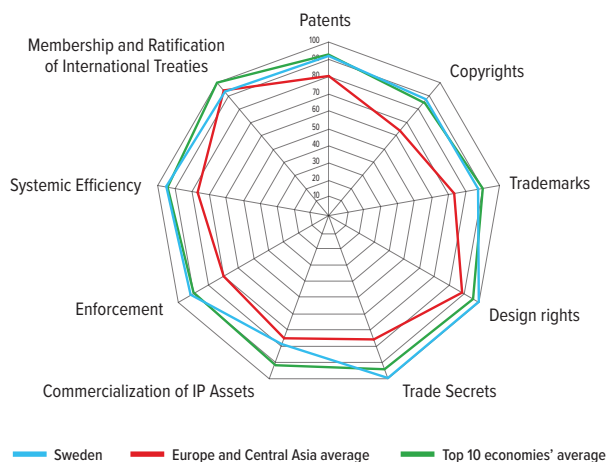 Patents
Membership and Ratification
of International Treaties
Copyrights
100
90
80
70
60
50
40
30
20
10
Systemic Efficiency
Trademarks
Enforcement
Design rights
Commercialization of IP Assets
Trade Secrets
Sweden
Europe and Central Asia average
Top 10 economies’ average